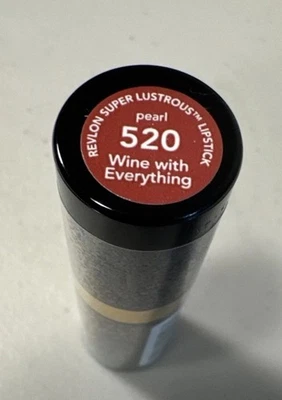 REVLON SUPER LUSTROUS™ LIPSTICK
pearl
520
Wine with
Everything